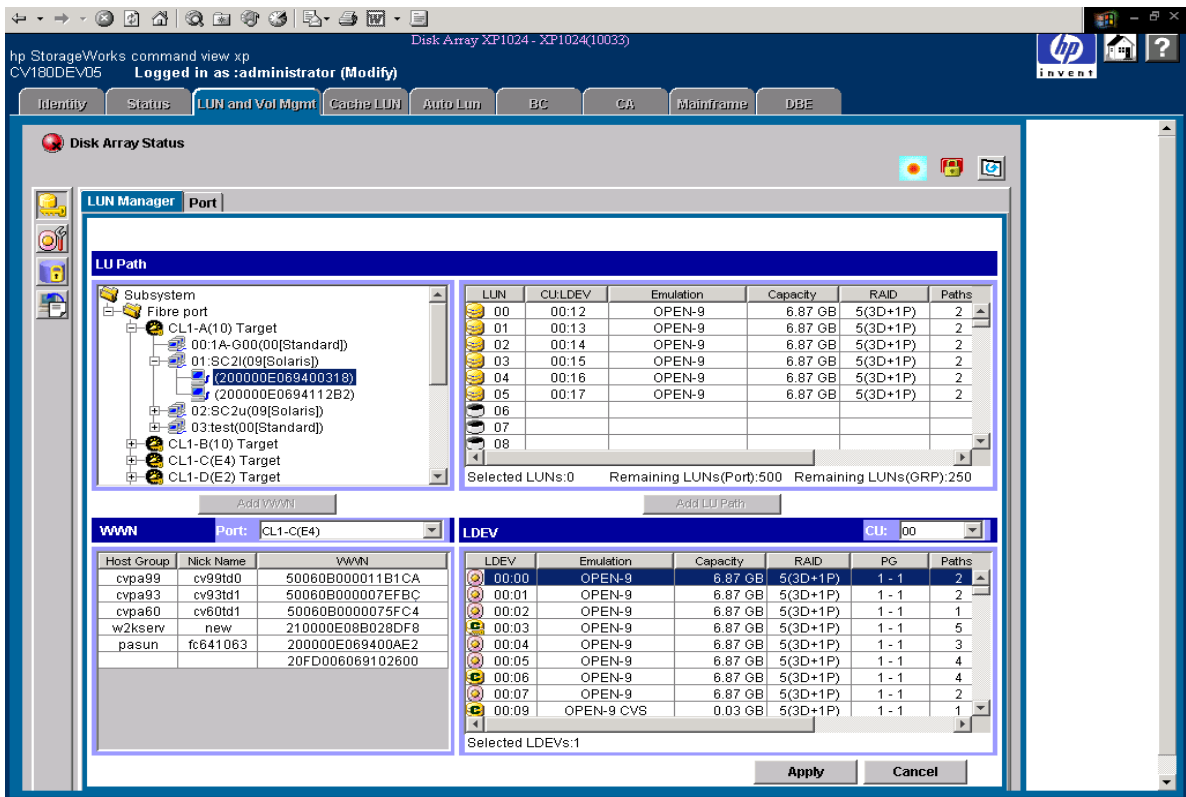 Disk Array XP1024 - XP1024(10033)
hp StorageWorks command view xp
CV180DEV05 Logged in as :administrator (Modify)
hp
invent
?
Identity Status LUN and Vol Mgmt Cache LUN Auto Lun BC CA Mainframe DBE
Disk Array Status
LUN Manager Port
LU Path
Subsystem
Fibre port
CL1-A(10) Target
00:1A-G00(00[Standard])
01:SC2I(09[Solaris])
(200000E069400318)
(200000E0694112B2)
02:SC2u(09[Solaris])
03:test(00[Standard])
CL1-B(10) Target
CL1-C(E4) Target
CL1-D(E2) Target
LUN CU:LDEV Emulation Capacity RAID Paths
00 00:12 OPEN-9 6.87 GB 5(3D+1P) 2
01 00:13 OPEN-9 6.87 GB 5(3D+1P) 2
02 00:14 OPEN-9 6.87 GB 5(3D+1P) 2
03 00:15 OPEN-9 6.87 GB 5(3D+1P) 2
04 00:16 OPEN-9 6.87 GB 5(3D+1P) 2
05 00:17 OPEN-9 6.87 GB 5(3D+1P) 2
06
07
08
Selected LUNs:0 Remaining LUNs(Port):500 Remaining LUNs(GRP):250
Add WWN
Add LU Path
WWN Port: CL1-C(E4)
Host Group Nick Name WWN
cvpa99 cv99td0 50060B000011B1CA
cvpa93 cv93td1 50060B0000007EFBC
cvpa60 cv60td1 50060B0000075FC4
w2kserv new 210000E08B028DF8
pasun fc641063 200000E069400AE2
20FD006069102600
LDEV CU: 00
LDEV Emulation Capacity RAID PG Paths
00:00 OPEN-9 6.87 GB 5(3D+1P) 1 - 1 2
00:01 OPEN-9 6.87 GB 5(3D+1P) 1 - 1 2
00:02 OPEN-9 6.87 GB 5(3D+1P) 1 - 1 1
00:03 OPEN-9 6.87 GB 5(3D+1P) 1 - 1 5
00:04 OPEN-9 6.87 GB 5(3D+1P) 1 - 1 3
00:05 OPEN-9 6.87 GB 5(3D+1P) 1 - 1 4
00:06 OPEN-9 6.87 GB 5(3D+1P) 1 - 1 4
00:07 OPEN-9 6.87 GB 5(3D+1P) 1 - 1 2
00:09 OPEN-9 CVS 0.03 GB 5(3D+1P) 1 - 1 1
Selected LDEVs:1
Apply Cancel